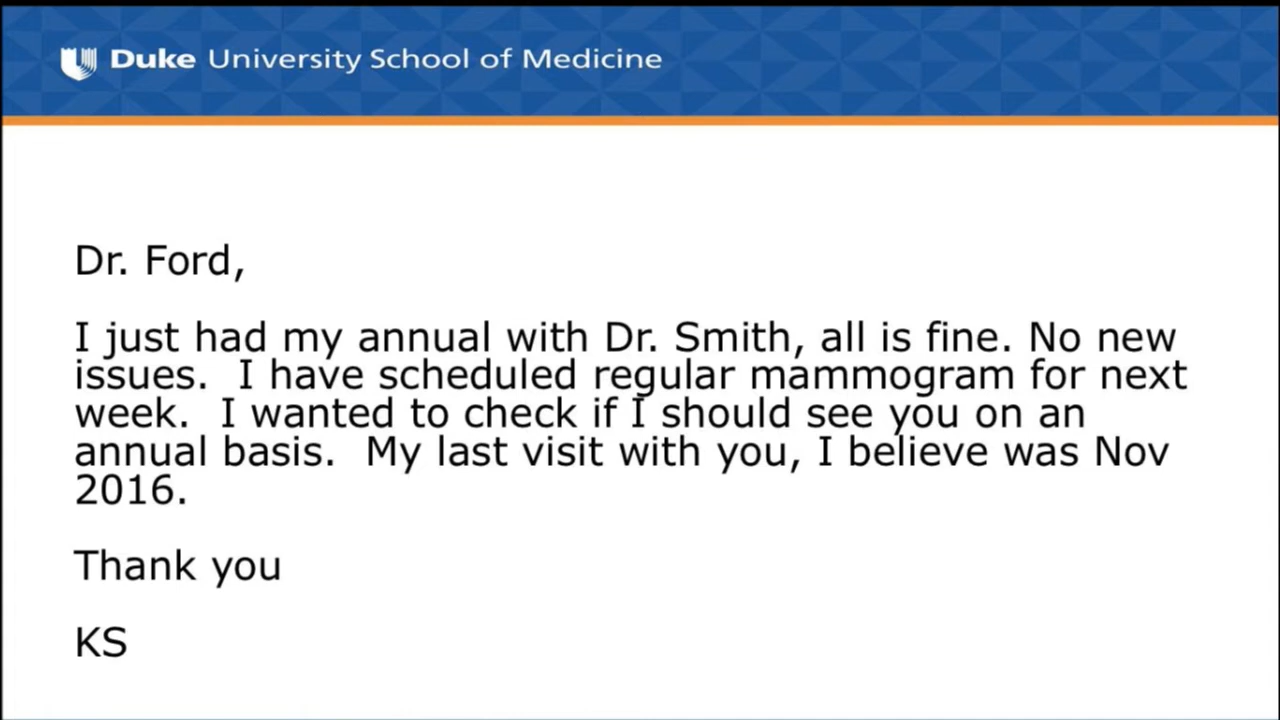 Duke University School of Medicine
Dr. Ford,
I just had my annual with Dr. Smith, all is fine. No new
issues.  I have scheduled regular mammogram for next
week.  I wanted to check if I should see you on an
annual basis.  My last visit with you, I believe was Nov
2016.
Thank you
KS